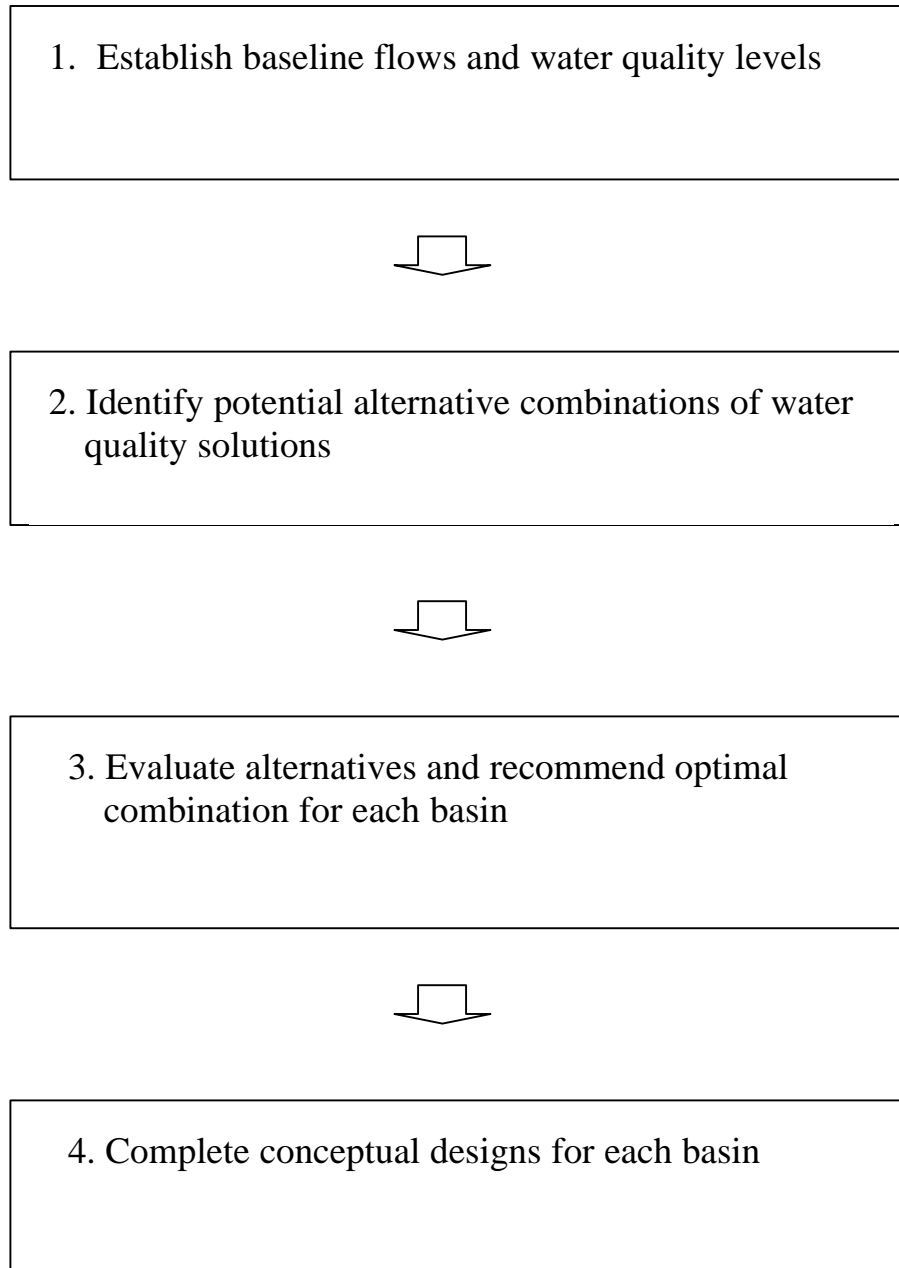 1. Establish baseline flows and water quality levels
2. Identify potential alternative combinations of water
quality solutions
3. Evaluate alternatives and recommend optimal
combination for each basin
4. Complete conceptual designs for each basin